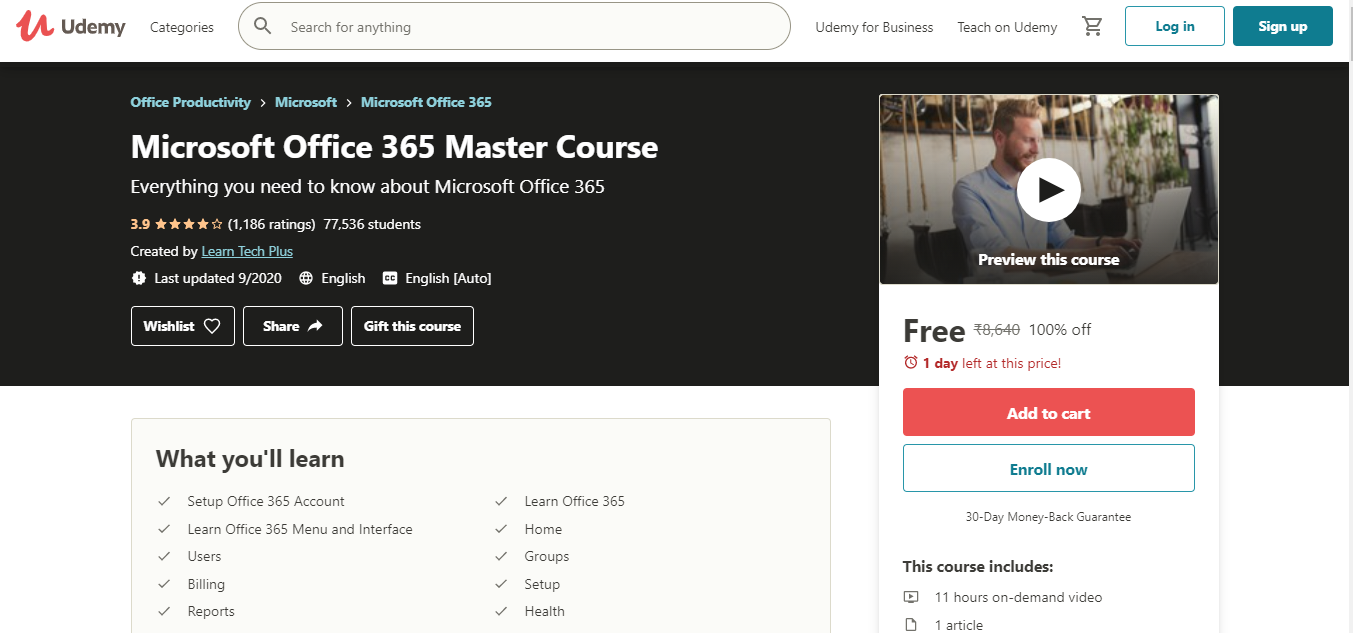 Udemy
Categories
Search for anything
Udemy for Business
Teach on Udemy
Log in
Sign up
Office Productivity > Microsoft > Microsoft Office 365
Microsoft Office 365 Master Course
Everything you need to know about Microsoft Office 365
3.9 (1,186 ratings) 77,536 students
Created by Learn Tech Plus
Last updated 9/2020 English CC English [Auto]
Wishlist
Share
Gift this course
Preview this course
Free ₹8,640 100% off
1 day left at this price!
Add to cart
Enroll now
30-Day Money-Back Guarantee
This course includes:
11 hours on-demand video
1 article
What you'll learn
Setup Office 365 Account
Learn Office 365 Menu and Interface
Users
Billing
Reports
Learn Office 365
Home
Groups
Setup
Health